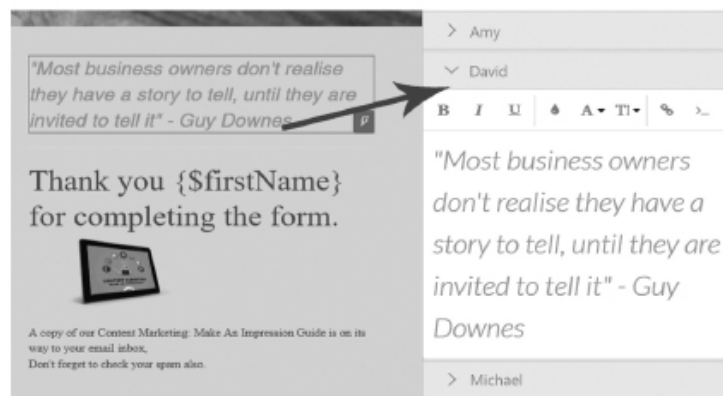 "Most business owners don't realise
they have a story to tell, until they are
invited to tell it" - Guy Downes
Thank you {$firstName}
for completing the form.
A copy of our Content Marketing: Make An Impression Guide is on its
way to your email inbox,
Don't forget to check your spam also.
Amy
David
B I U A TI >_
"Most business owners
don't realise they have a
story to tell, until they are
invited to tell it" - Guy
Downes
Michael